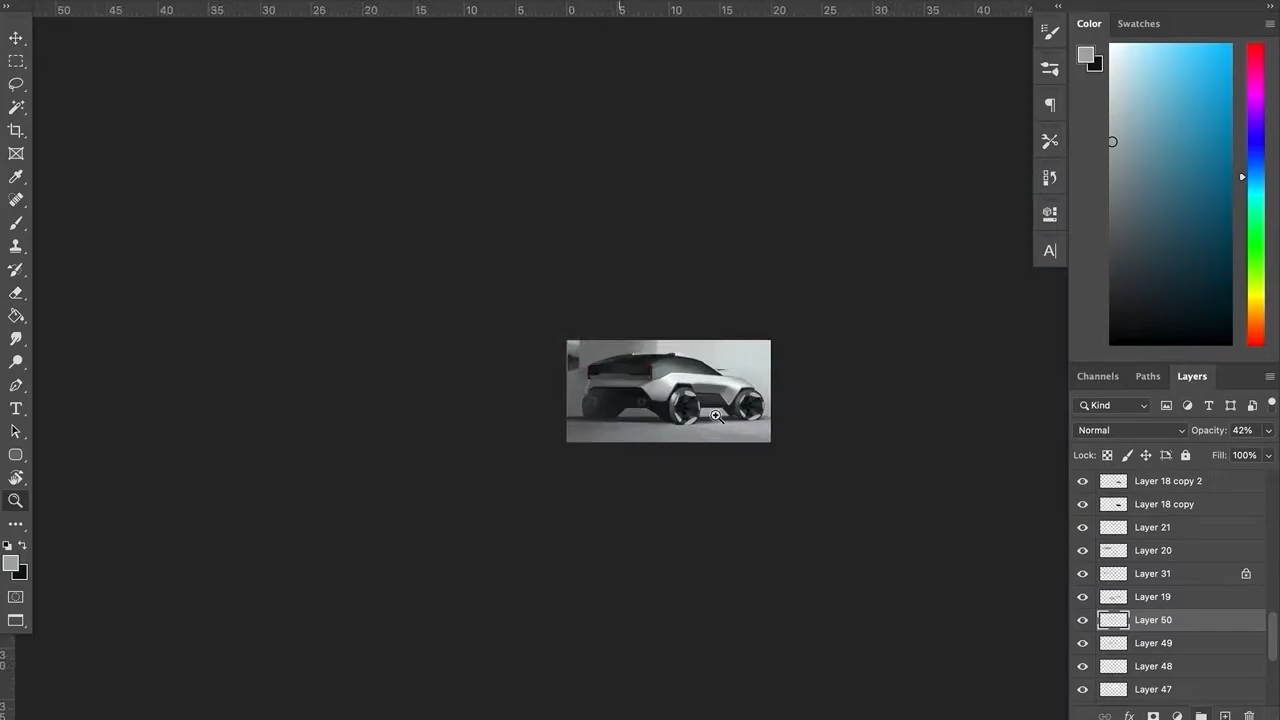 50 45 40 35 30 25 20 15 10 5 0 5 10 15 20 25 30 35 40
Color Swatches
Channels Paths Layers
Kind
Normal Opacity: 42%
Lock: Fill: 100%
Layer 18 copy 2
Layer 18 copy
Layer 21
Layer 20
Layer 31
Layer 19
Layer 50
Layer 49
Layer 48
Layer 47